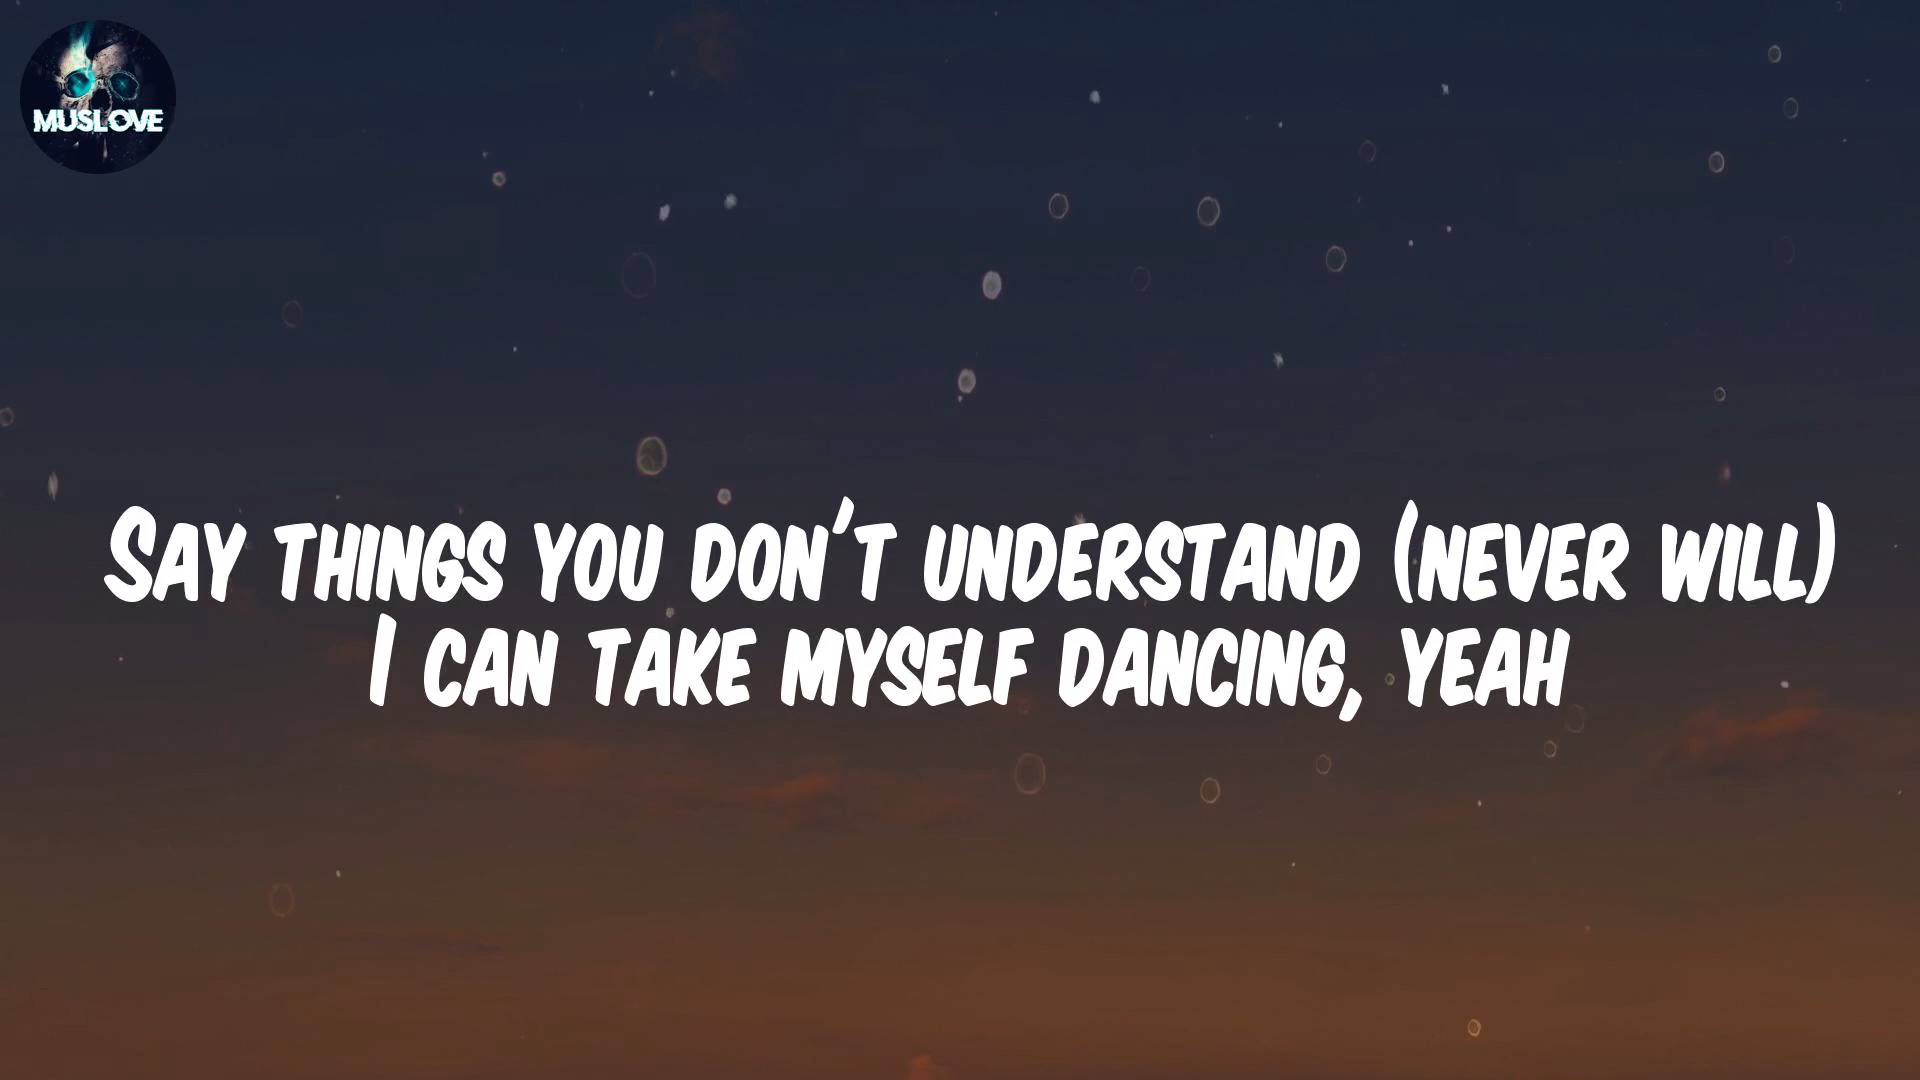 MUSLOVE
SAY THINGS YOU DON'T UNDERSTAND (NEVER WILL)
I CAN TAKE MYSELF DANCING, YEAH